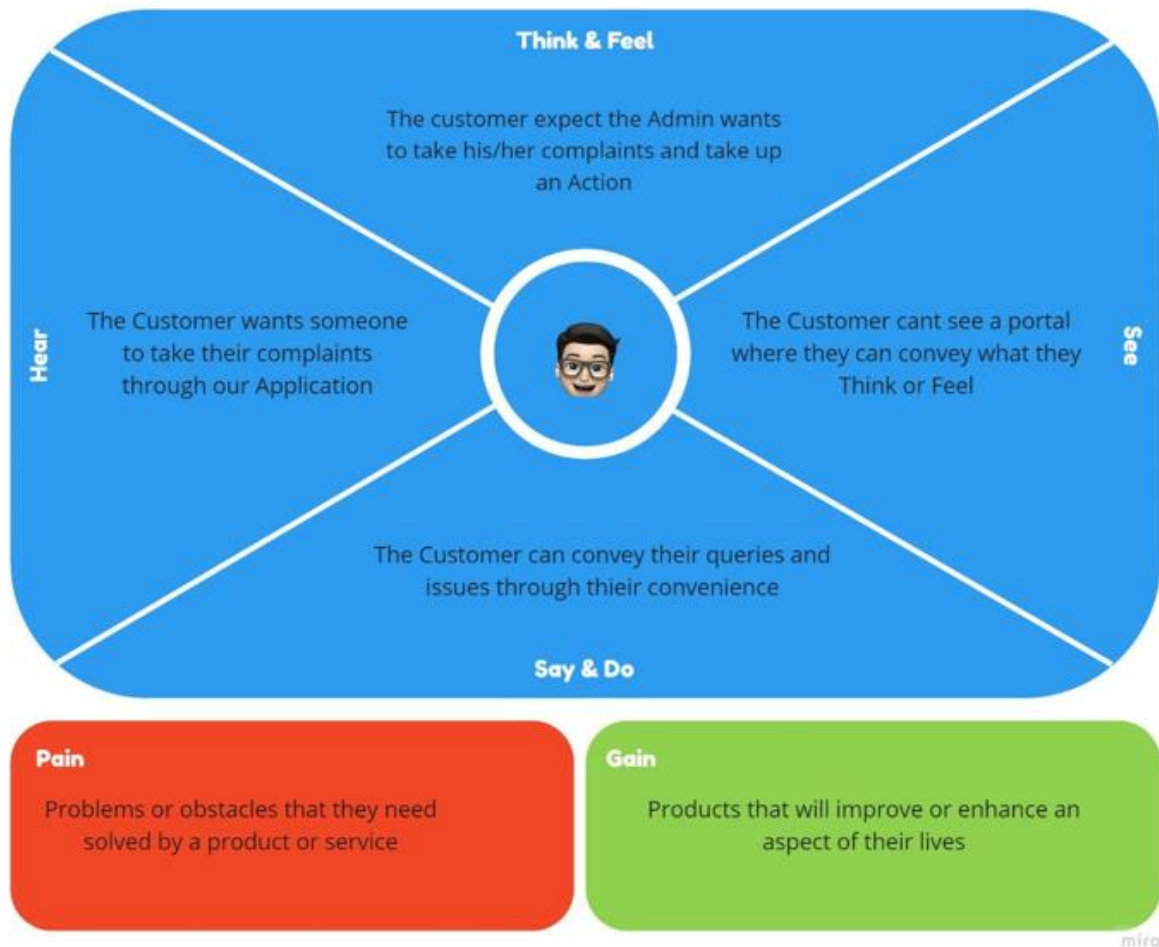 Think & Feel
The customer expect the Admin wants
to take his/her complaints and take up
an Action
Hear
The Customer wants someone
to take their complaints
through our Application
The Customer cant see a portal
where they can convey what they
Think or Feel
See
The Customer can convey their queries and
issues through thieir convenience
Say & Do
Pain
Problems or obstacles that they need
solved by a product or service
Gain
Products that will improve or enhance an
aspect of their lives
miro